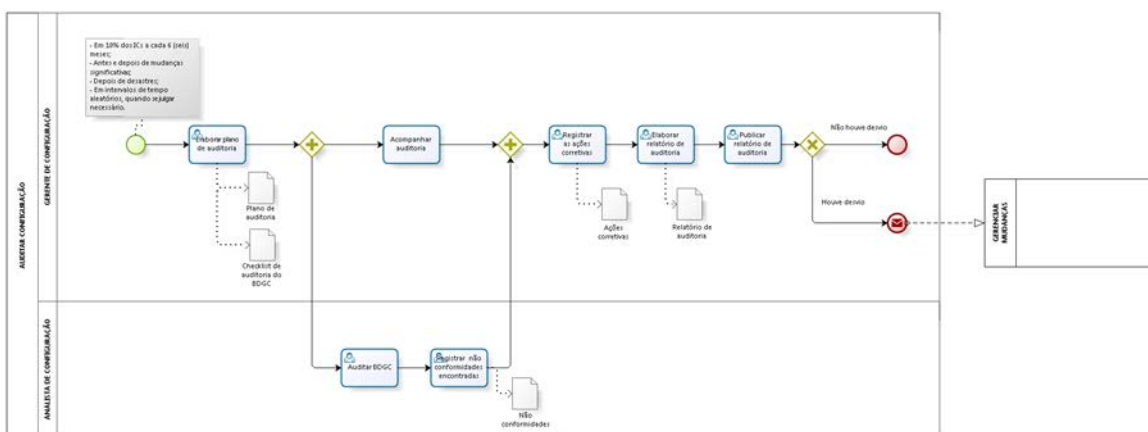 AUDITAR CONFIGURAÇÃO
GERENTE DE CONFIGURAÇÃO
- Em 10% dos ICs a cada 6 (seis)
meses;
- Antes e depois de mudanças
significativa;
- Depois de desastres;
- Em intervalos de tempo
aleatórios, quando se julgar
necessário.
Elaborar plano
de auditoria
Plano de
auditoria
Checklist de
auditoria do
BDGC
Acompanhar
auditoria
Registrar
as ações
corretivas
Ações
corretivas
Elaborar
relatório de
auditoria
Relatório de
auditoria
Publicar
relatório de
auditoria
Não houve desvio
Houve desvio
GERENCIAR
MUDANÇAS
ANALISTA DE CONFIGURAÇÃO
Auditar BDGC
Registrar não
conformidades
encontradas
Não
conformidades